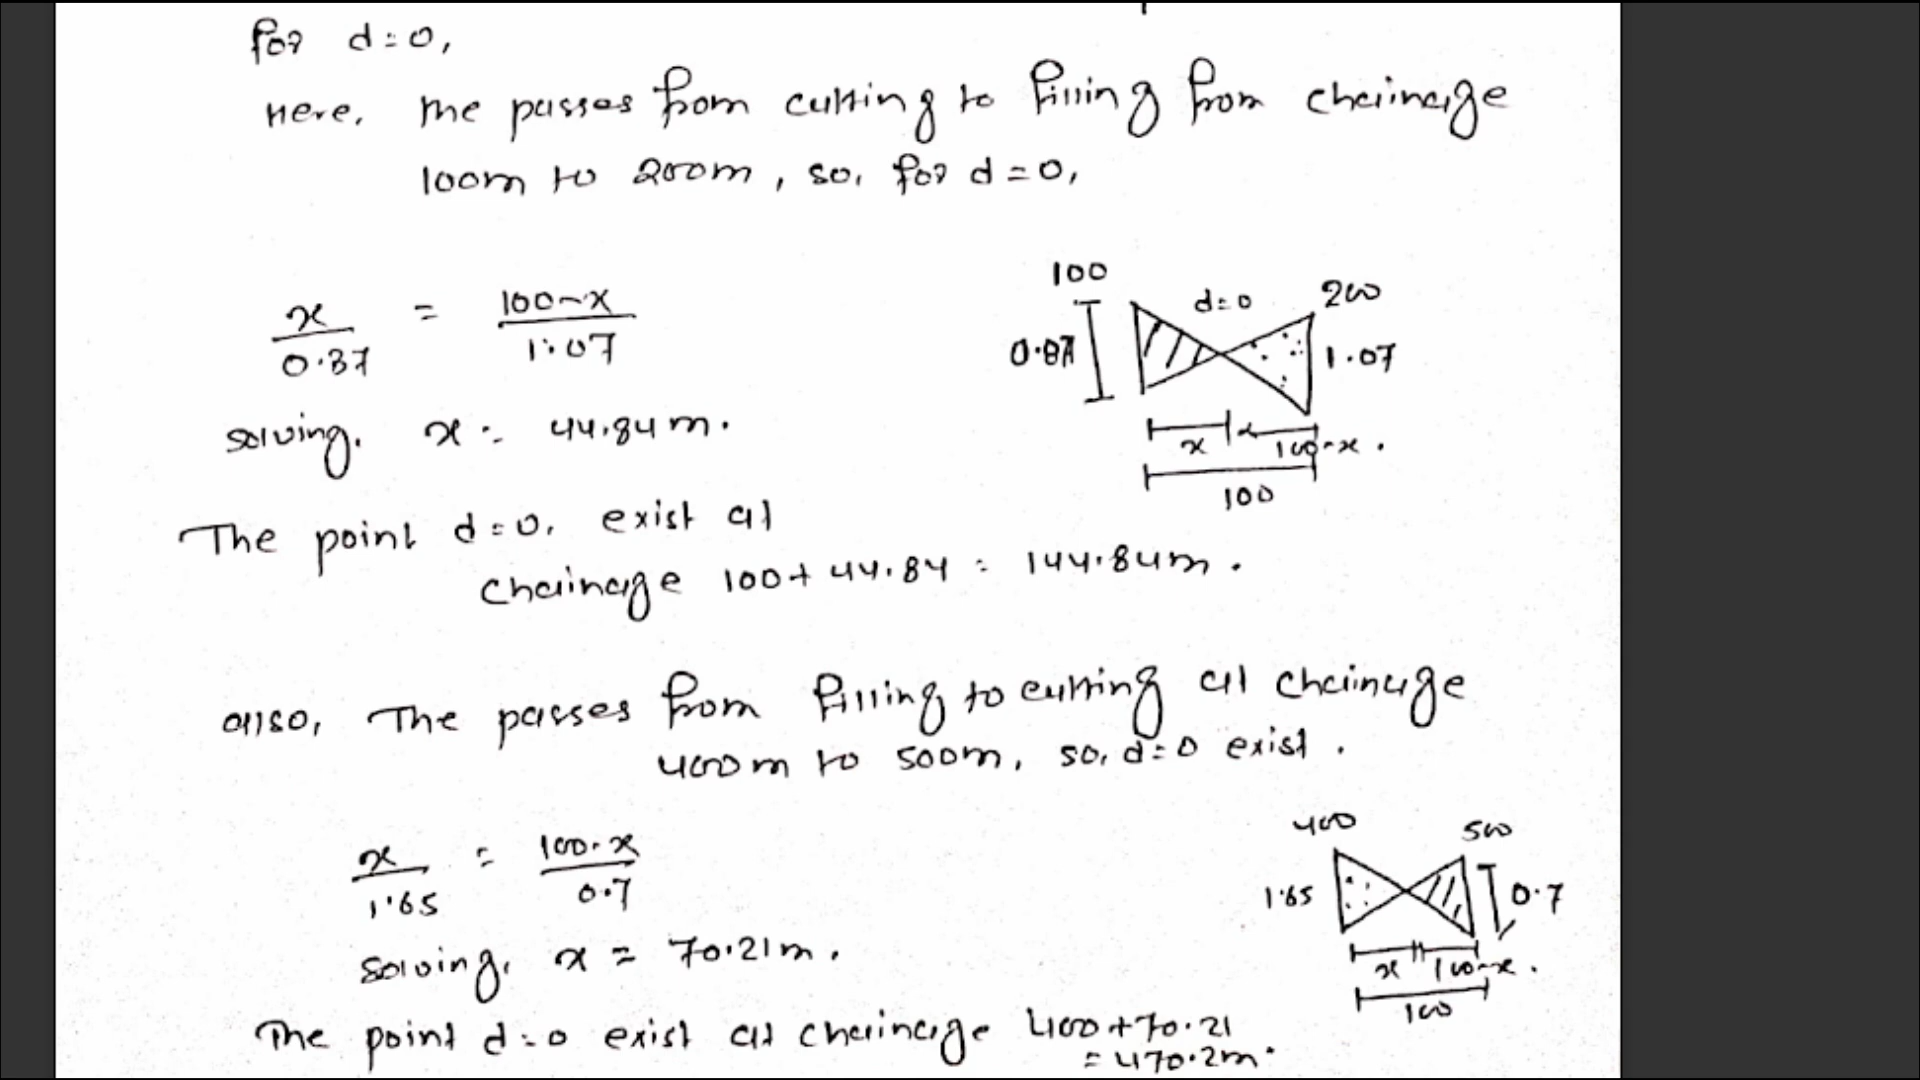 for d=0,
Here, the passes from cutting to filling from chainage
100m to 200m, so, for d=0,
x/0.87 = 100-x/1.07
solving, x = 44.84m.
100
d=0
200
0.87
1.07
x
100-x.
100
The point d=0, exist at
chainage 100+44.84 = 144.84m.
also, The passes from filling to cutting at chainage
400m to 500m, so, d=0 exist.
x/1.65 = 100-x/0.7
solving, x = 70.21m.
400
500
1.65
0.7
x
100-x.
100
The point d=0 exist at chainage 400+70.21
=470.2m.